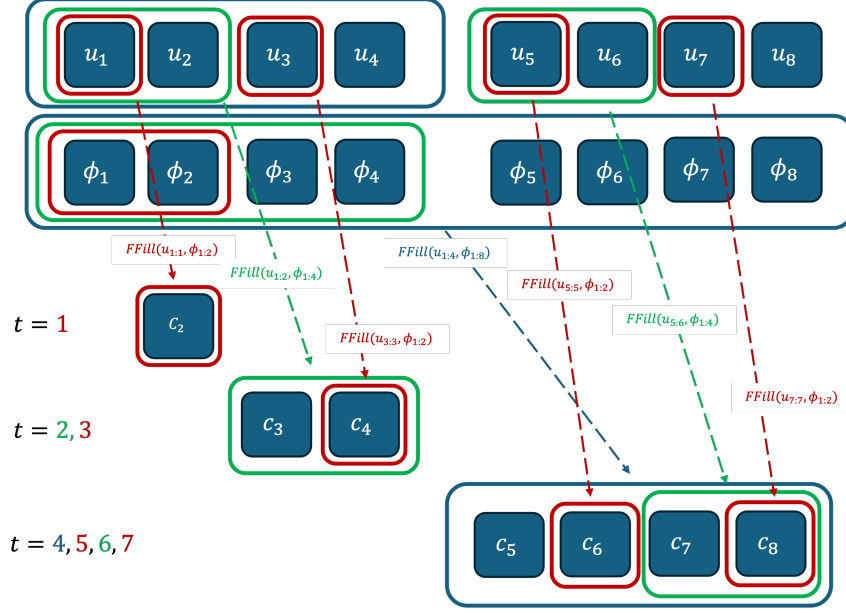 u₁ u₂ u₃ u₄ u₅ u₆ u₇ u₈
ϕ₁ ϕ₂ ϕ₃ ϕ₄ ϕ₅ ϕ₆ ϕ₇ ϕ₈
FFill(u₁:₁, ϕ₁:₂)
FFill(u₁:₂, ϕ₁:₄)
FFill(u₁:₄, ϕ₁:₈)
FFill(u₅:₅, ϕ₁:₂)
FFill(u₅:₆, ϕ₁:₄)
t = 1
C₂
FFill(u₃:₃, ϕ₁:₂)
FFill(u₇:₇, ϕ₁:₂)
t = 2, 3
c₃ c₄
t = 4, 5, 6, 7
c₅ c₆ c₇ c₈